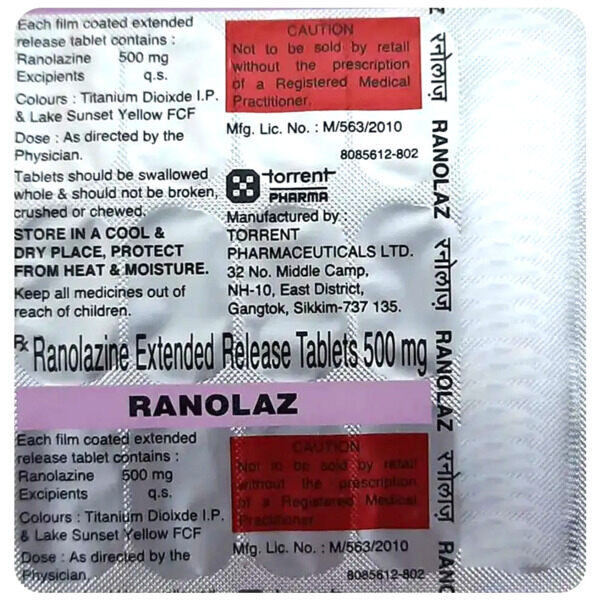 Each film coated extended
release tablet contains :
Ranolazine 500 mg
Excipients q.s.
Colours : Titanium Dioixde I.P.
& Lake Sunset Yellow FCF
Dose : As directed by the
Physician.
Tablets should be swallowed
whole & should not be broken,
crushed or chewed.
STORE IN A COOL &
DRY PLACE, PROTECT
FROM HEAT & MOISTURE.
Keep all medicines out of
reach of children.
CAUTION
Not to be sold by retail
without the prescription
of a Registered Medical
Practitioner.
Mfg. Lic. No. : M/563/2010
8085612-802
torrent
PHARMA
Manufactured by :
TORRENT
PHARMACEUTICALS LTD.
32 No. Middle Camp,
NH-10, East District,
Gangtok, Sikkim-737 135.
Rx Ranolazine Extended Release Tablets 500 mg
RANOLAZ
Each film coated extended
release tablet contains :
Ranolazine 500 mg
Excipients q.s.
Colours : Titanium Dioixde I.P.
& Lake Sunset Yellow FCF
Dose : As directed by the
Physician.
CAUTION
Not to be sold by retail
without the prescription
of a Registered Medical
Practitioner.
Mfg. Lic. No. : M/563/2010
8085612-802
रनोलाज़ RANOLAZ रनोलाज़ RANOLAZ रनोलाज़ RANO